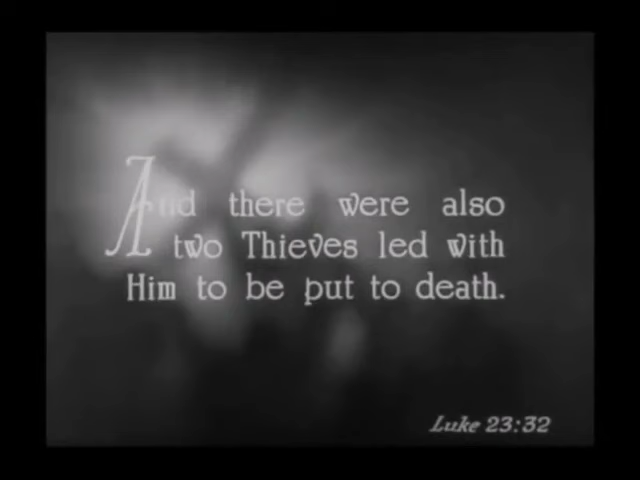 And there were also
two Thieves led with
Him to be put to death.
Luke 23:32